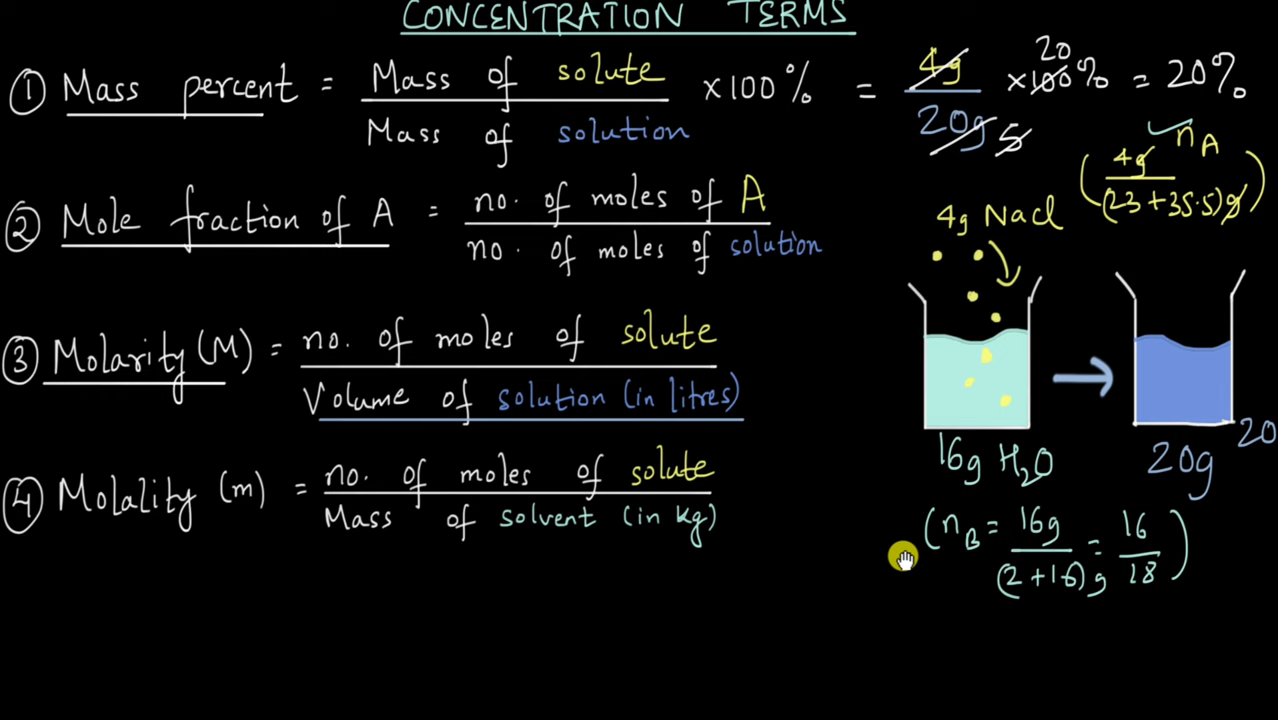 CONCENTRATION TERMS
① Mass percent = Mass of solute / Mass of solution ×100% = 4g / 20g 5 ×100% 20 = 20%
② Mole fraction of A = no. of moles of A / no. of moles of solution
③ Molarity (M) = no. of moles of solute / Volume of solution (in litres)
④ Molality (m) = no. of moles of solute / Mass of solvent (in kg)
nA
(4g / (23+35.5)g)
4g NaCl
16g H₂O
20g
20
(nB = 16g / (2+16)g = 16 / 18)